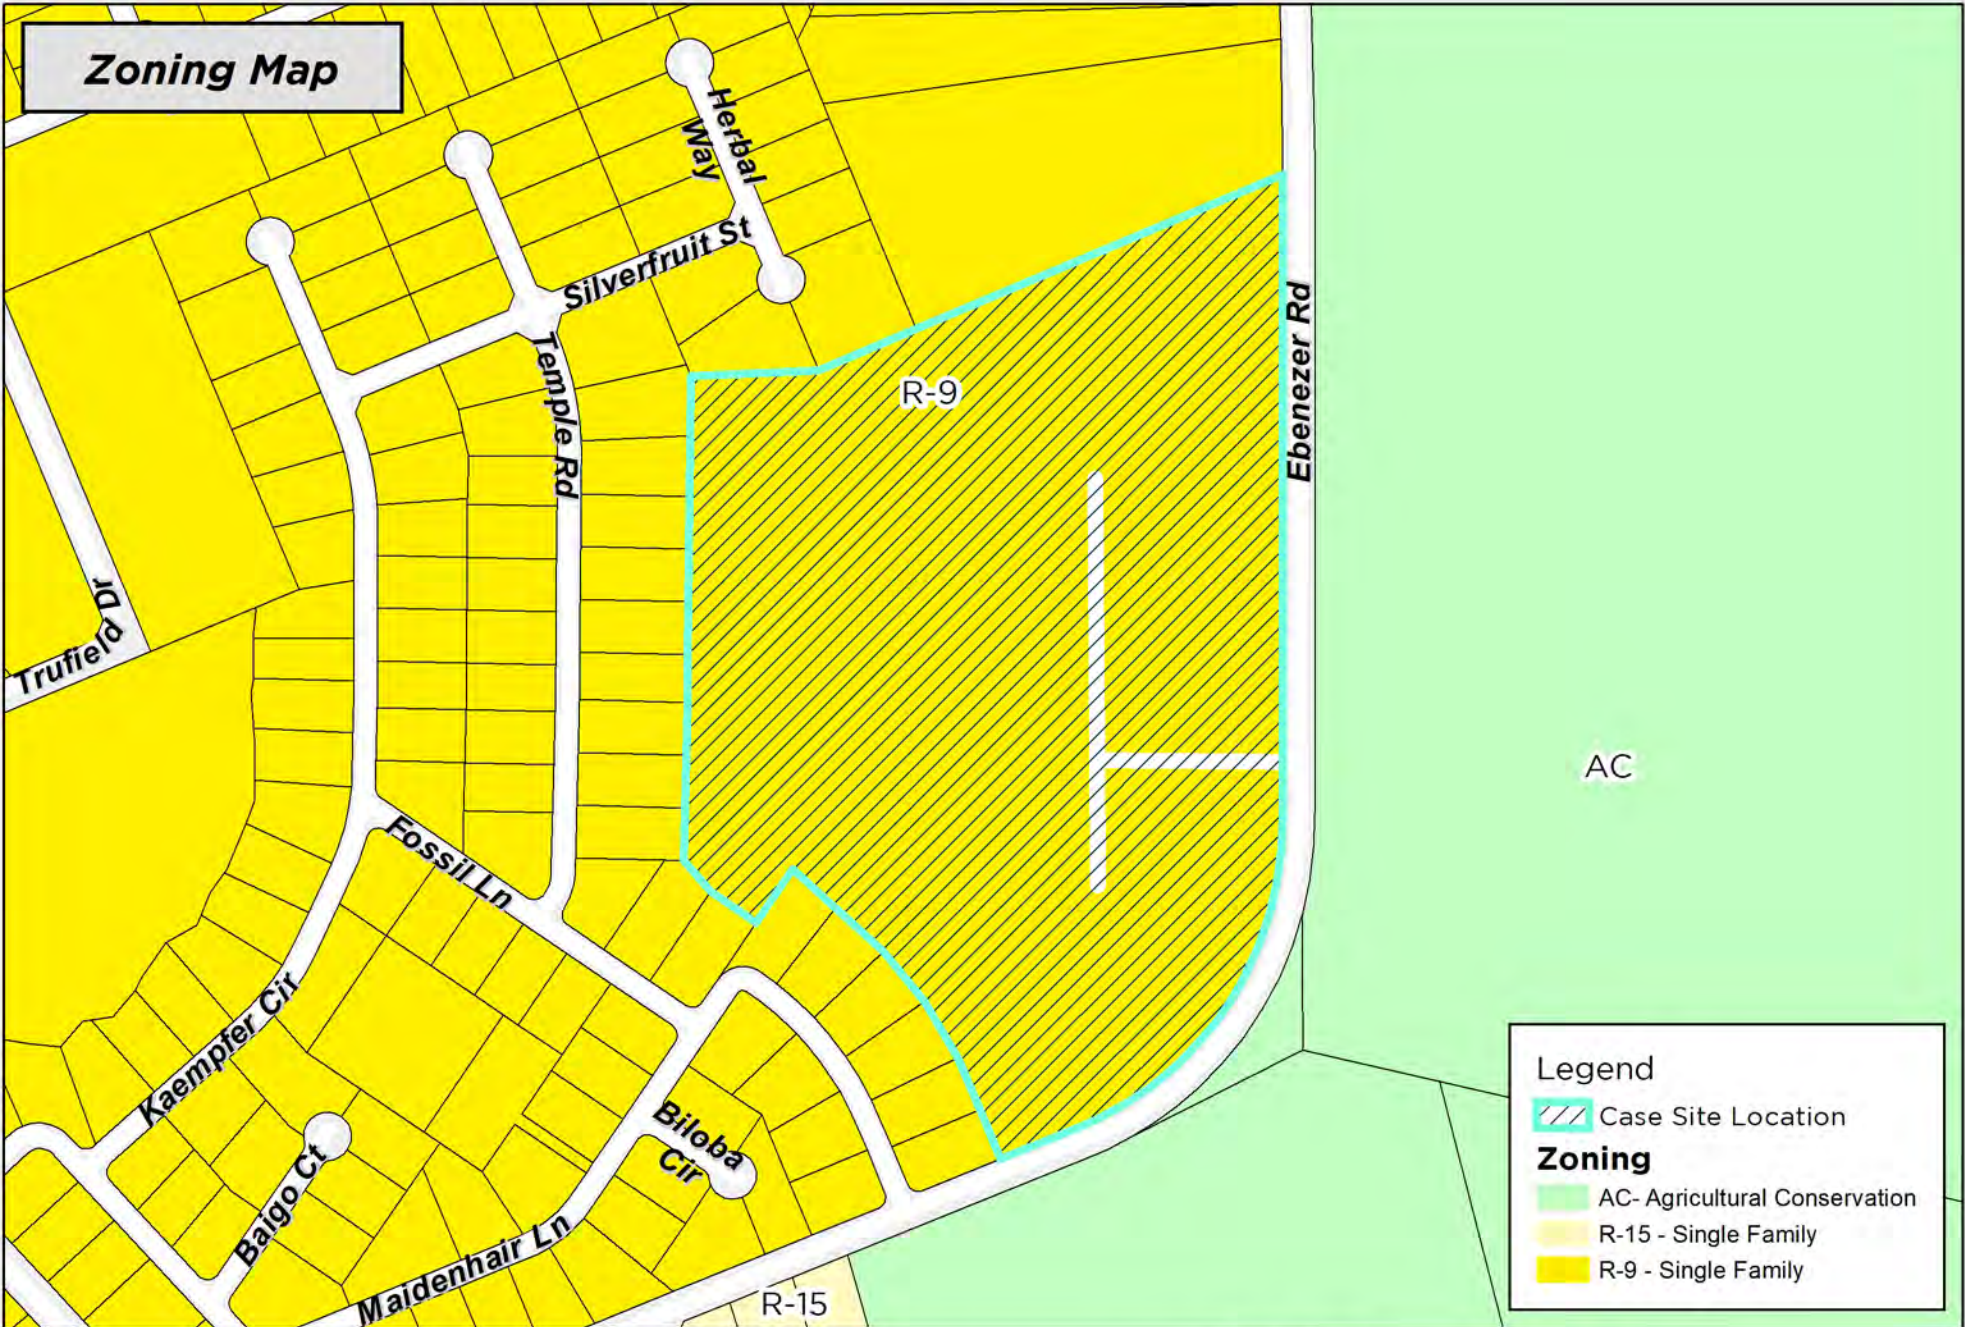 Zoning Map
Herbal
Way
Silverfruit St
Temple Rd
Ebenezer Rd
R-9
Trufield Dr
AC
Fossil Ln
Kaempfer Cir
Biloba
Cir
Baigo Ct
Maidenhair Ln
R-15
Legend
Case Site Location
Zoning
AC- Agricultural Conservation
R-15 - Single Family
R-9 - Single Family